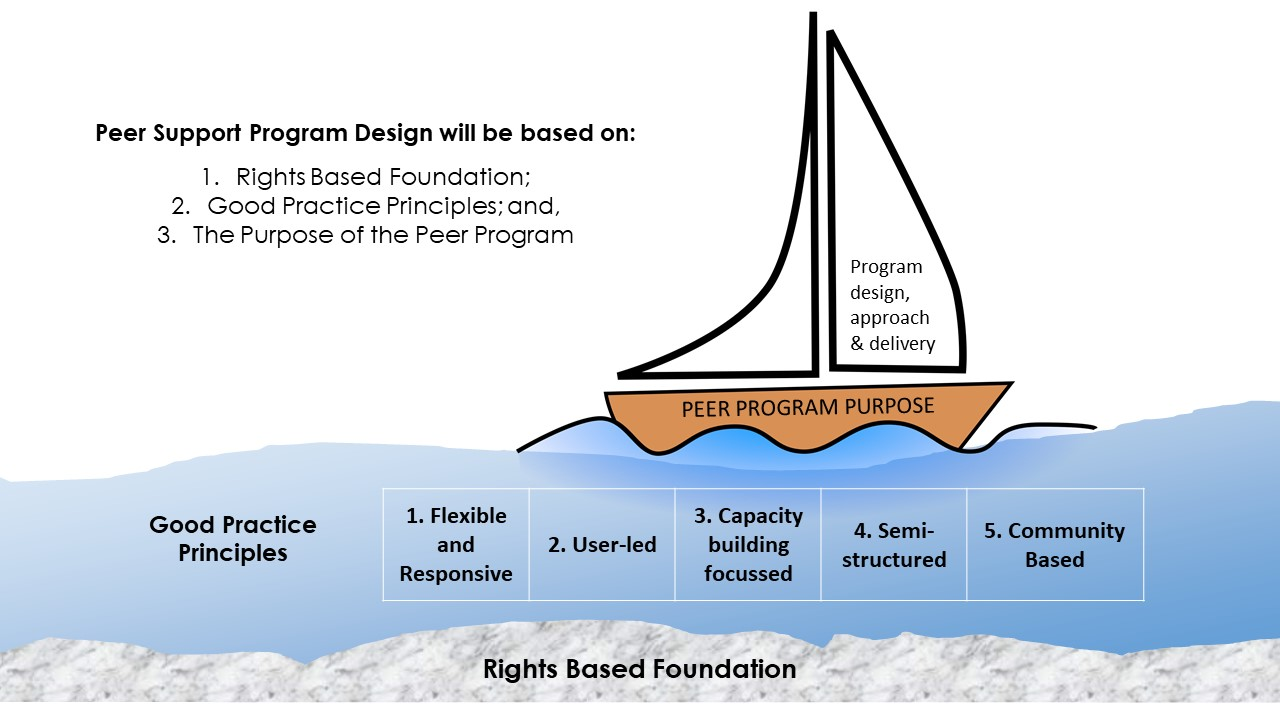 Peer Support Program Design will be based on:
1. Rights Based Foundation;
2. Good Practice Principles; and,
3. The Purpose of the Peer Program
Program
design,
approach
& delivery
PEER PROGRAM PURPOSE
Good Practice
Principles
1. Flexible
and
Responsive
2. User-led
3. Capacity
building
focussed
4. Semi-
structured
5. Community
Based
Rights Based Foundation